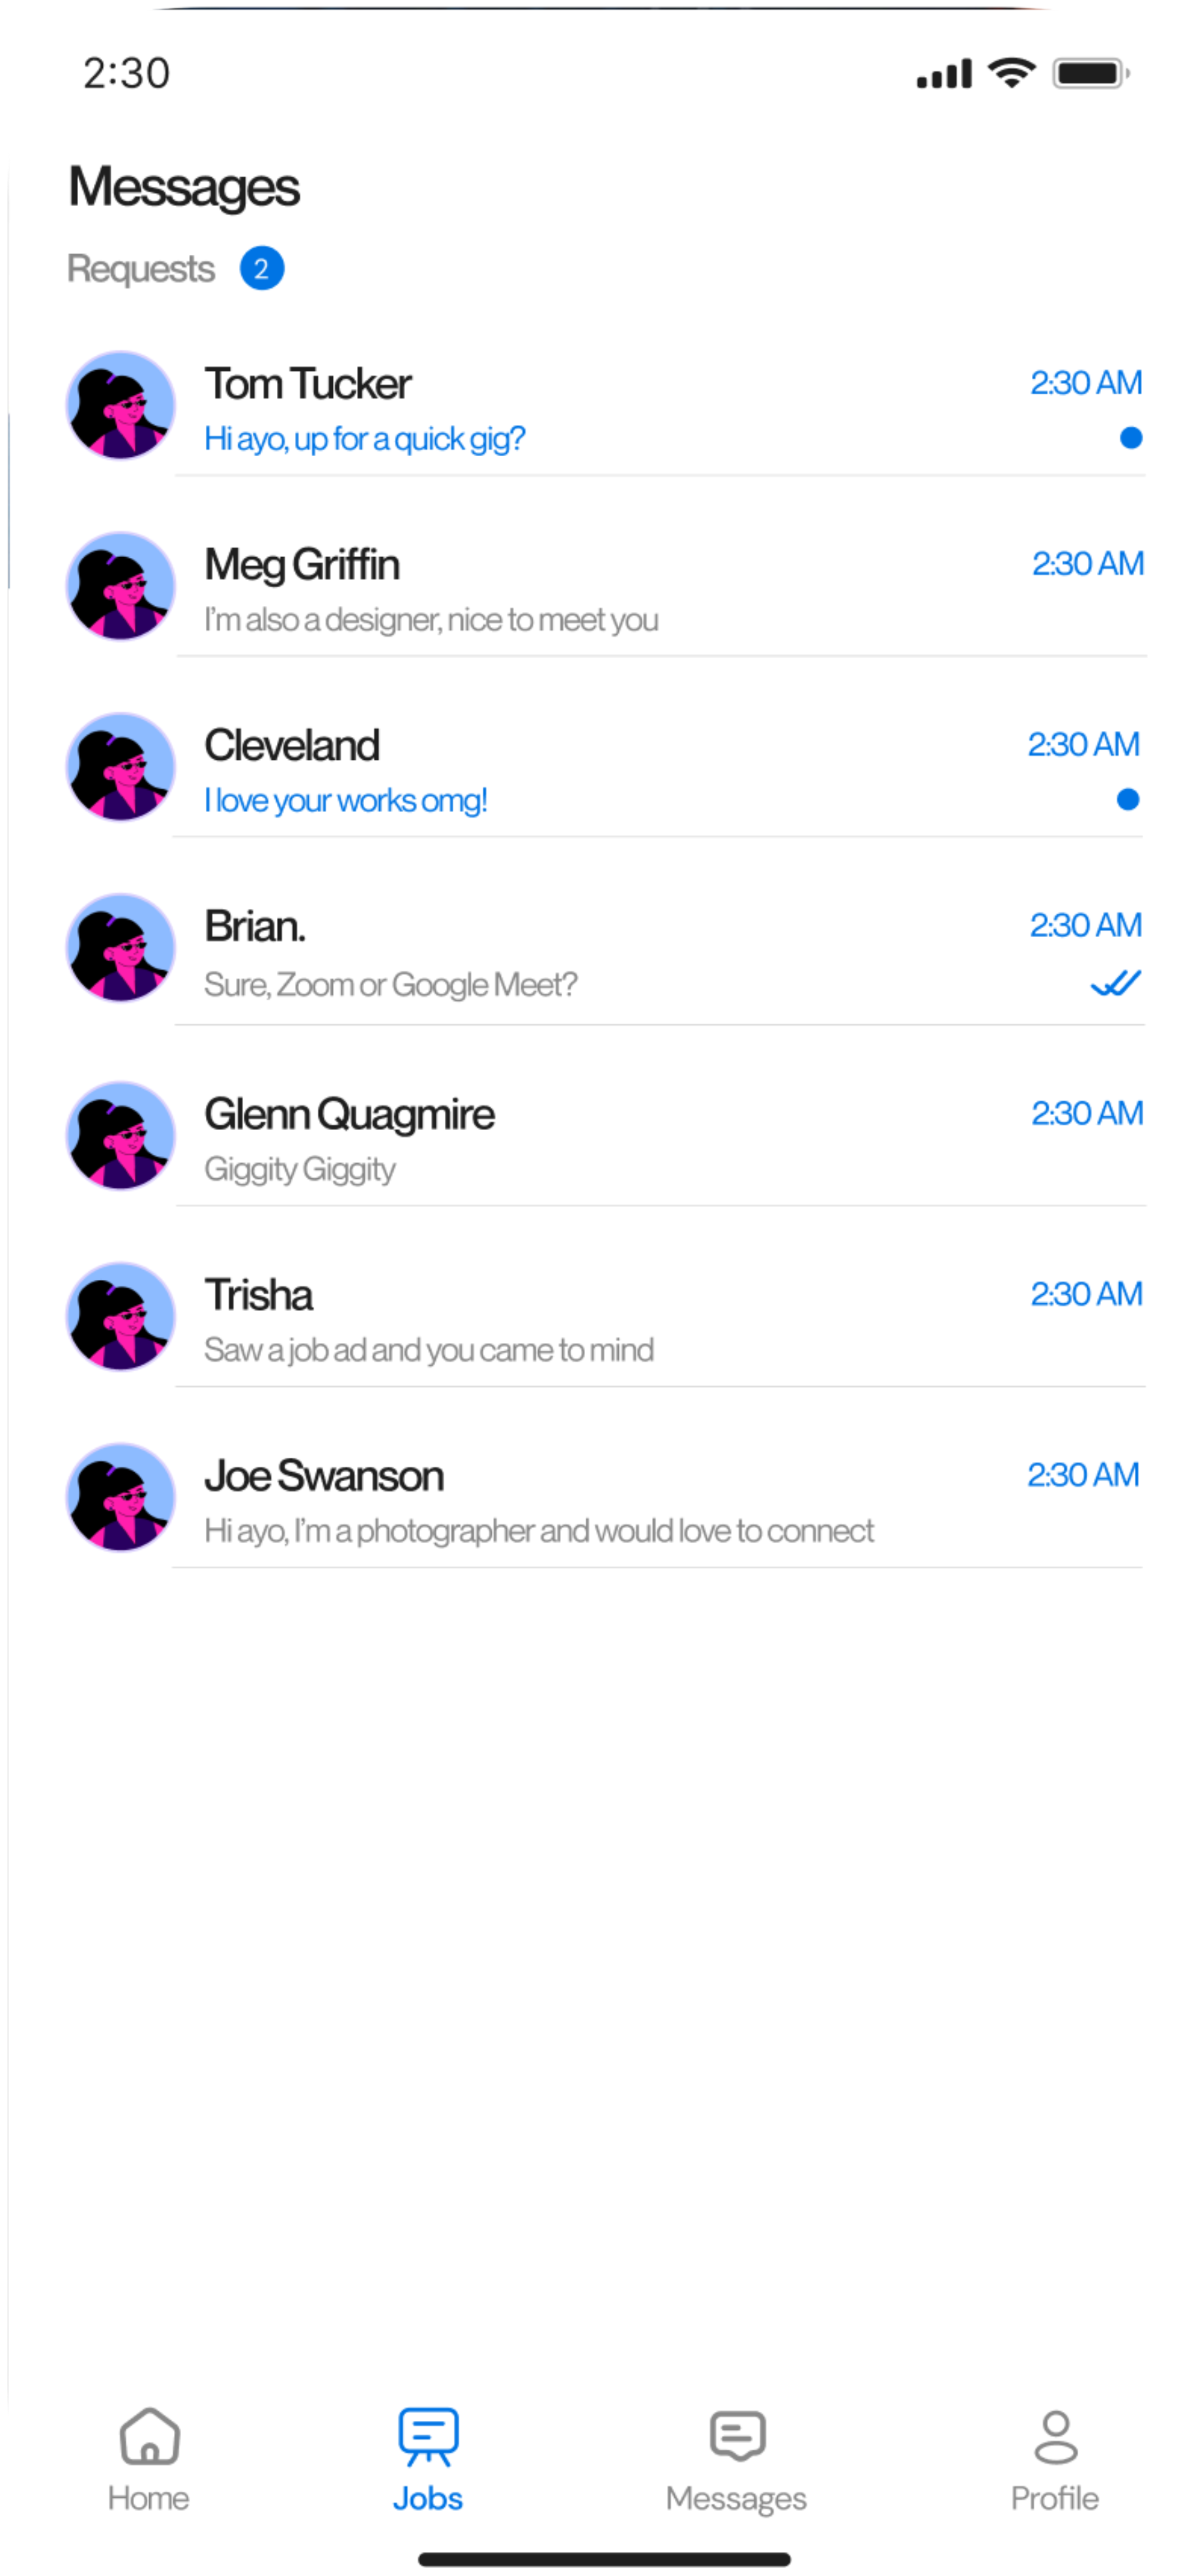 2:30
Messages
Requests 2
Tom Tucker 2:30 AM
Hi ayo, up for a quick gig?
Meg Griffin 2:30 AM
I'm also a designer, nice to meet you
Cleveland 2:30 AM
I love your works omg!
Brian. 2:30 AM
Sure, Zoom or Google Meet?
Glenn Quagmire 2:30 AM
Giggity Giggity
Trisha 2:30 AM
Saw a job ad and you came to mind
Joe Swanson 2:30 AM
Hi ayo, I'm a photographer and would love to connect
Home Jobs Messages Profile